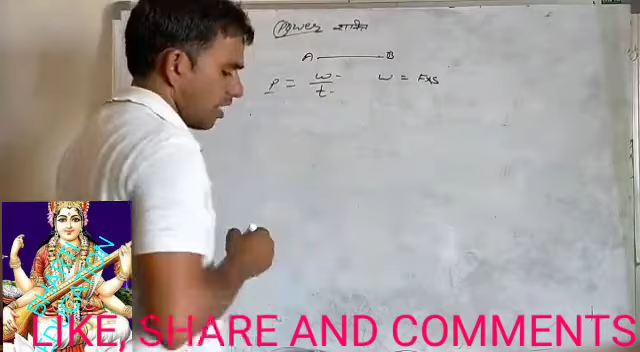 Power शक्ति
A B
P = w/t w = F×s
LIKE, SHARE AND COMMENTS